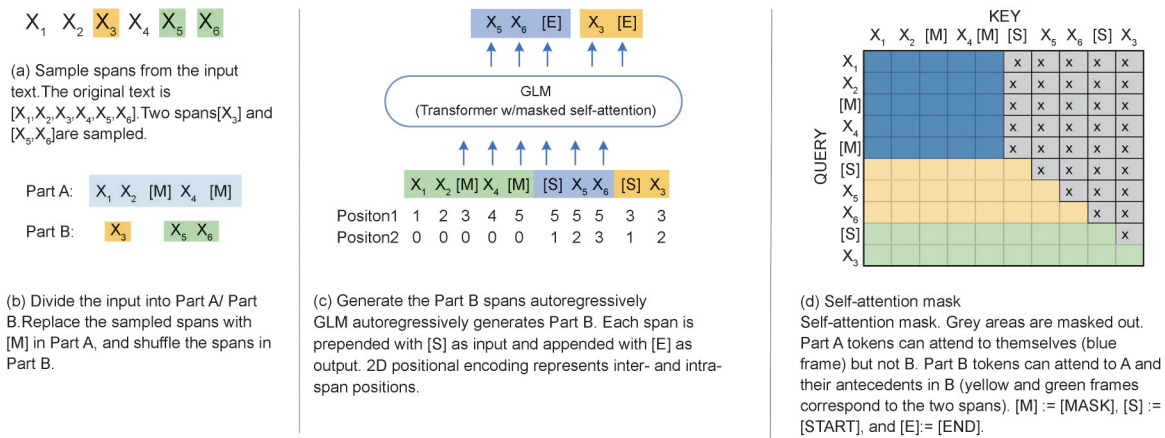 X1 X2 X3 X4 X5 X6
(a) Sample spans from the input
text.The original text is
[X1,X2,X3,X4,X5,X6].Two spans[X3] and
[X5,X6]are sampled.
Part A: X1 X2 [M] X4 [M]
Part B: X3 X5 X6
(b) Divide the input into Part A/ Part
B.Replace the sampled spans with
[M] in Part A, and shuffle the spans in
Part B.
X5 X6 [E] X3 [E]
GLM
(Transformer w/masked self-attention)
X1 X2 [M] X4 [M] [S] X5 X6 [S] X3
Positon1 1 2 3 4 5 5 5 5 3 3
Positon2 0 0 0 0 0 1 2 3 1 2
(c) Generate the Part B spans autoregressively
GLM autoregressively generates Part B. Each span is
prepended with [S] as input and appended with [E] as
output. 2D positional encoding represents inter- and intra-
span positions.
KEY
X1 X2 [M] X4 [M] [S] X5 X6 [S] X3
QUERY
X1 x x x x x
X2 x x x x x
[M] x x x x x
X4 x x x x x
[M] x x x x x
[S] x x x x
X5 x x x
X6 x x
[S] x
X3
(d) Self-attention mask
Self-attention mask. Grey areas are masked out.
Part A tokens can attend to themselves (blue
frame) but not B. Part B tokens can attend to A and
their antecedents in B (yellow and green frames
correspond to the two spans). [M] := [MASK], [S] :=
[START], and [E]:= [END].